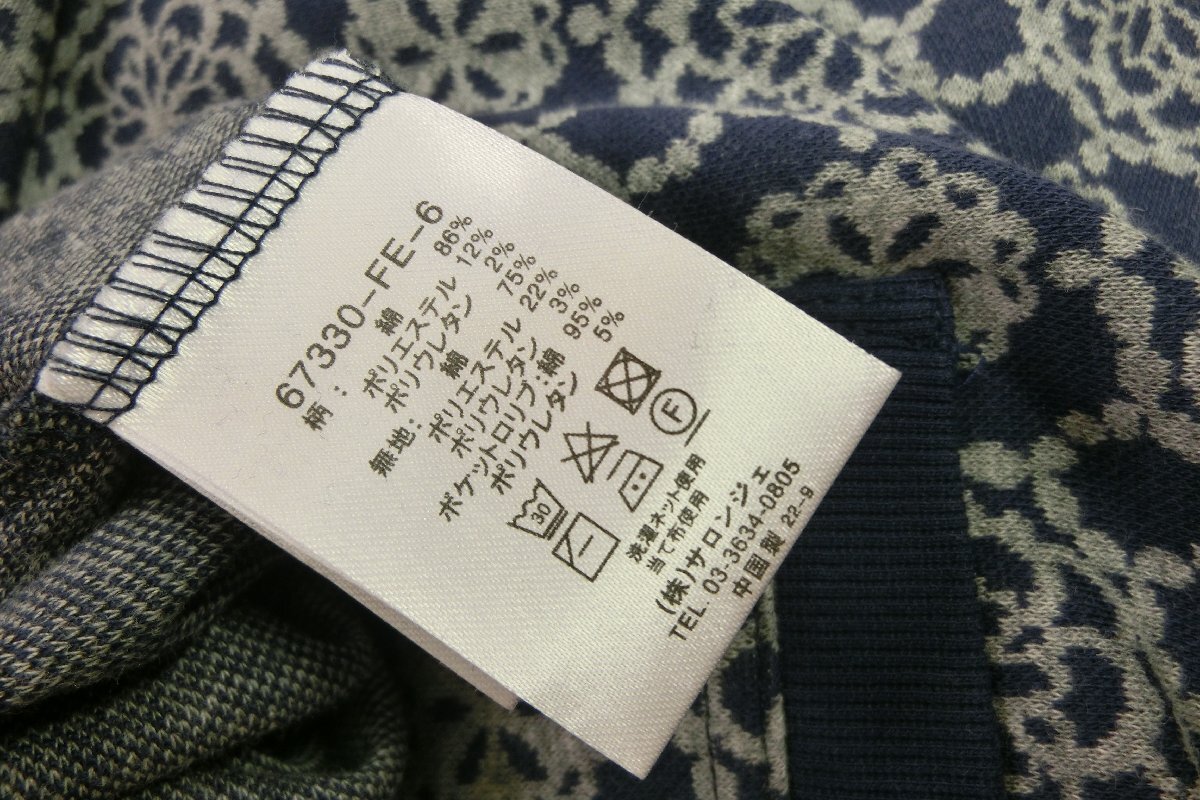 67330-FE-6
柄: 綿 86%
ポリエステル 12%
ポリウレタン 2%
無地: 綿 75%
ポリエステル 22%
ポリウレタン 3%
ポケットロリブ:綿 95%
ポリウレタン 5%
F
30
洗濯ネット使用
当て布使用
(株)サロンジェ
TEL. 03-3634-0805
中国製 22-9